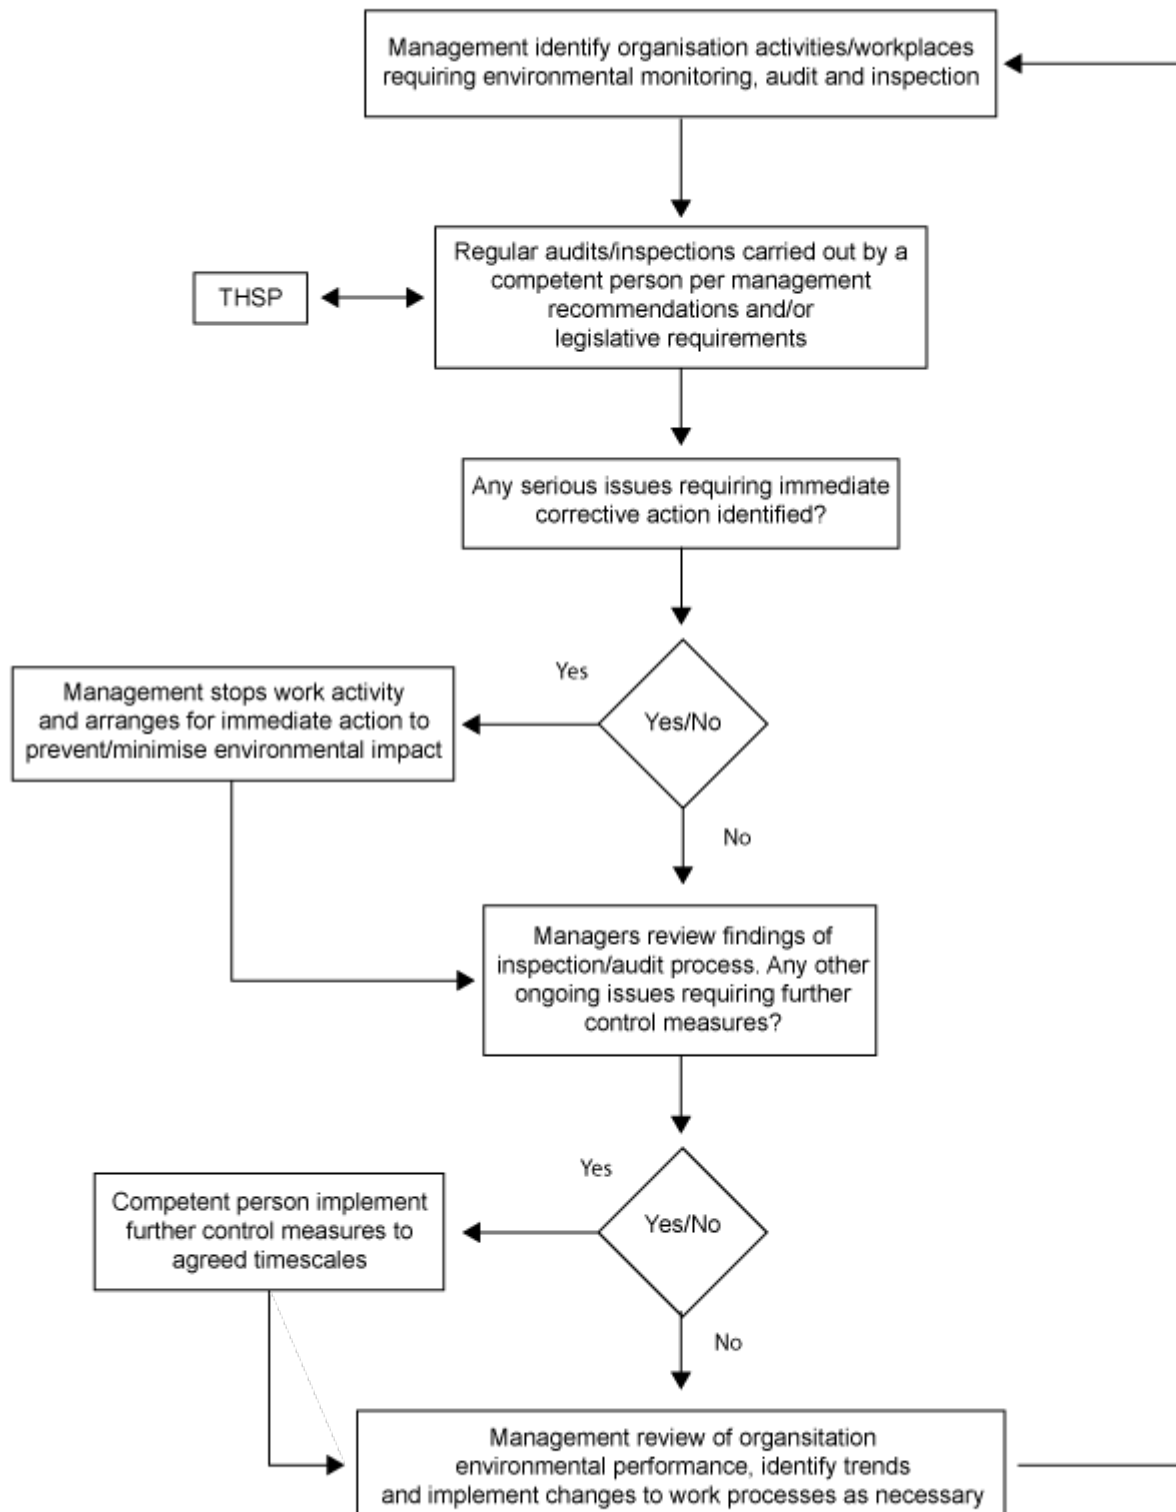 Management identify organisation activities/workplaces
requiring environmental monitoring, audit and inspection
Regular audits/inspections carried out by a
competent person per management
recommendations and/or
legislative requirements
THSP
Any serious issues requiring immediate
corrective action identified?
Yes
Management stops work activity
and arranges for immediate action to
prevent/minimise environmental impact
Yes/No
No
Managers review findings of
inspection/audit process. Any other
ongoing issues requiring further
control measures?
Yes
Competent person implement
further control measures to
agreed timescales
Yes/No
No
Management review of organsitation
environmental performance, identify trends
and implement changes to work processes as necessary